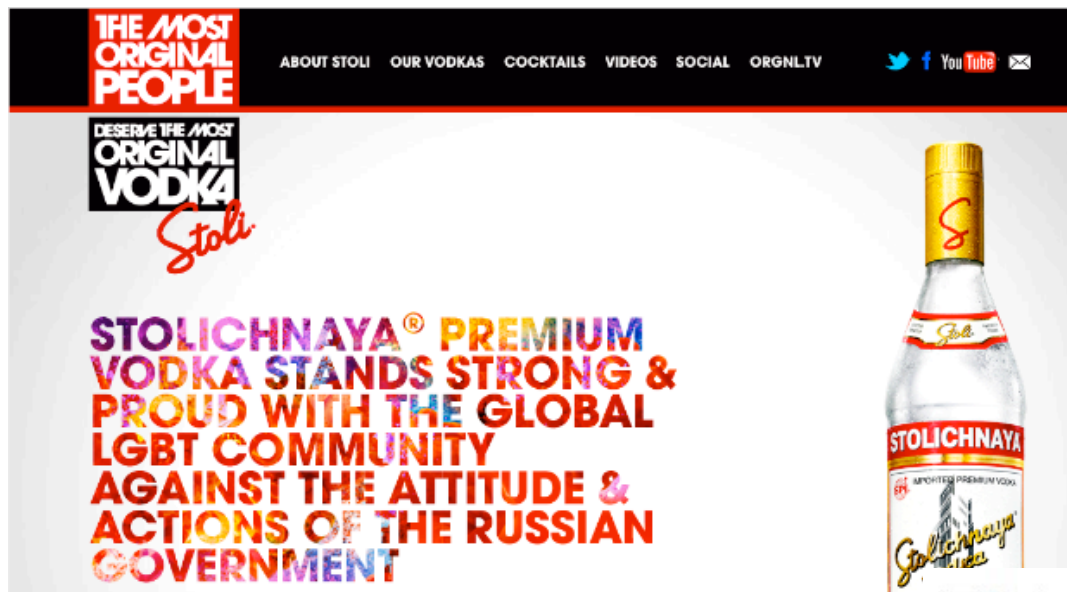 THE MOST
ORIGINAL
PEOPLE
ABOUT STOLI OUR VODKAS COCKTAILS VIDEOS SOCIAL ORGNL.TV
You Tube
DESERVE THE MOST
ORIGINAL
VODKA
Stoli.
STOLICHNAYA® PREMIUM
VODKA STANDS STRONG &
PROUD WITH THE GLOBAL
LGBT COMMUNITY
AGAINST THE ATTITUDE &
ACTIONS OF THE RUSSIAN
GOVERNMENT
S
Stoli
STOLICHNAYA
SPI
IMPORTED PREMIUM VODKA
Stolichnaya